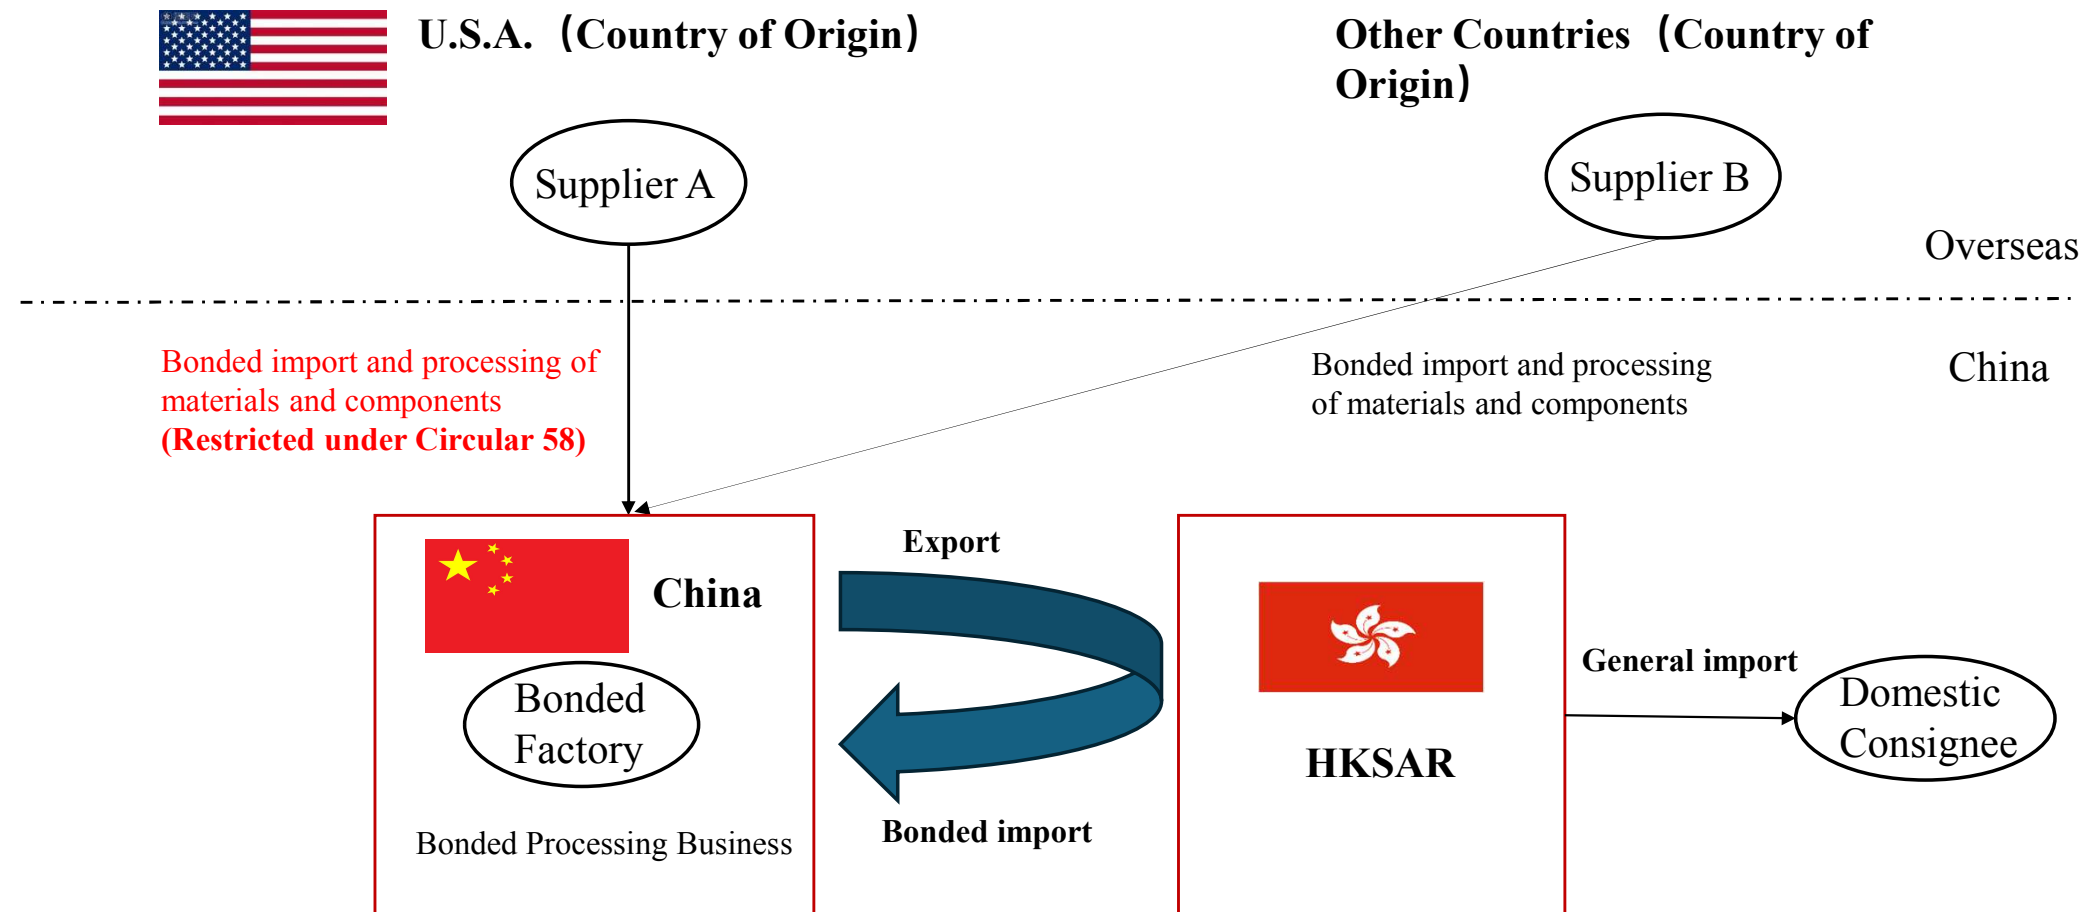 U.S.A.（Country of Origin）
Other Countries（Country of
Origin）
Supplier A
Supplier B
Overseas
Bonded import and processing of
materials and components
(Restricted under Circular 58)
Bonded import and processing
of materials and components
China
Export
China
General import
Bonded
Factory
Domestic
Consignee
HKSAR
Bonded import
Bonded Processing Business